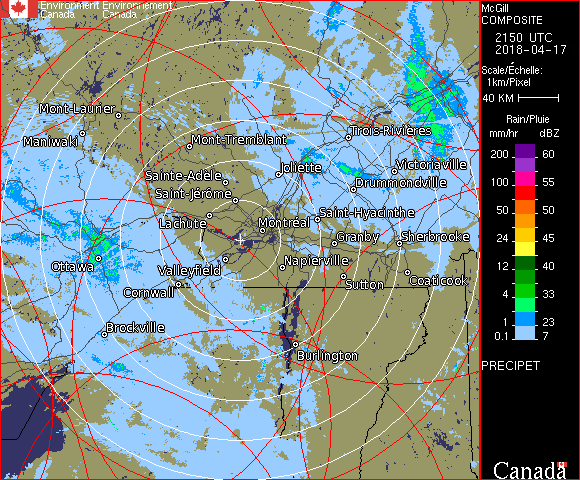 Environment Environnement
Canada Canada
McGill
COMPOSITE
2150 UTC
2018-04-17
Scale/Échelle:
1km/Pixel
40 KM
Rain/Pluie
mm/hr dBZ
200 60
100 55
50 50
24 45
12 40
4 33
1 23
0.1 7
PRECIPET
Canada
Mont-Laurier
Maniwaki
Mont-Tremblant
Trois-Rivières
Sainte-Adèle
Joliette
Victoriaville
Drummondville
Saint-Jérôme
Lachute
Montréal
Saint-Hyacinthe
Granby
Sherbrooke
Ottawa
Valleyfield
Napierville
Cornwall
Sutton
Coaticook
Brockville
Burlington